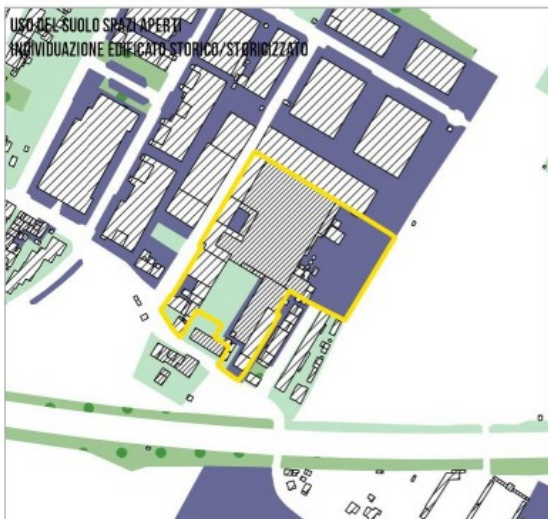 USO DEL SUOLO SPAZI APERTI
INDIVIDUAZIONE EDIFICATO STORICO/STORICIZZATO